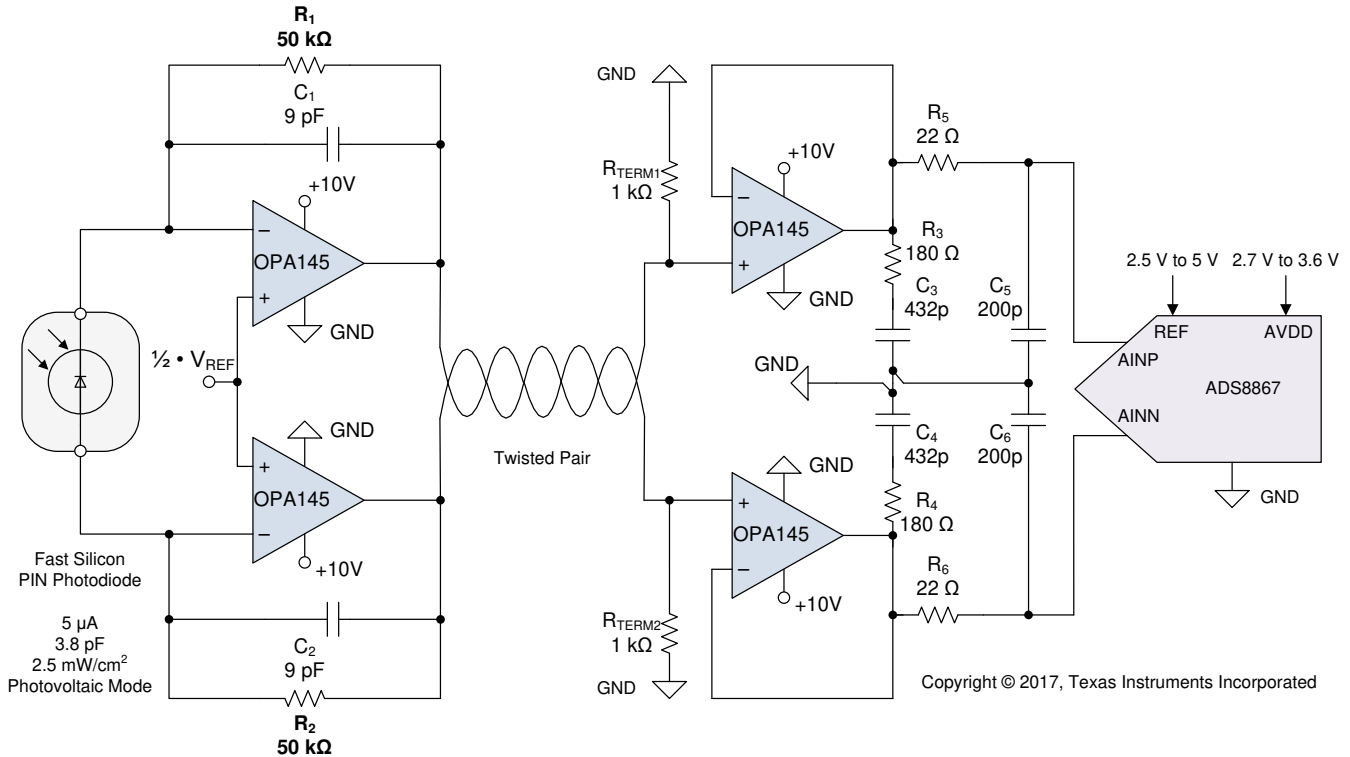 R₁
50 kΩ
C₁
9 pF
+10V
OPA145
GND
½ • V_REF
GND
OPA145
+10V
C₂
9 pF
R₂
50 kΩ
Fast Silicon
PIN Photodiode
5 µA
3.8 pF
2.5 mW/cm²
Photovoltaic Mode
Twisted Pair
GND
R_TERM1
1 kΩ
+10V
OPA145
GND
R₅
22 Ω
R₃
180 Ω
C₃
432p
C₅
200p
GND
C₄
432p
C₆
200p
GND
OPA145
R₄
180 Ω
+10V
R₆
22 Ω
R_TERM2
1 kΩ
GND
2.5 V to 5 V 2.7 V to 3.6 V
REF AVDD
AINP
ADS8867
AINN
GND
Copyright © 2017, Texas Instruments Incorporated